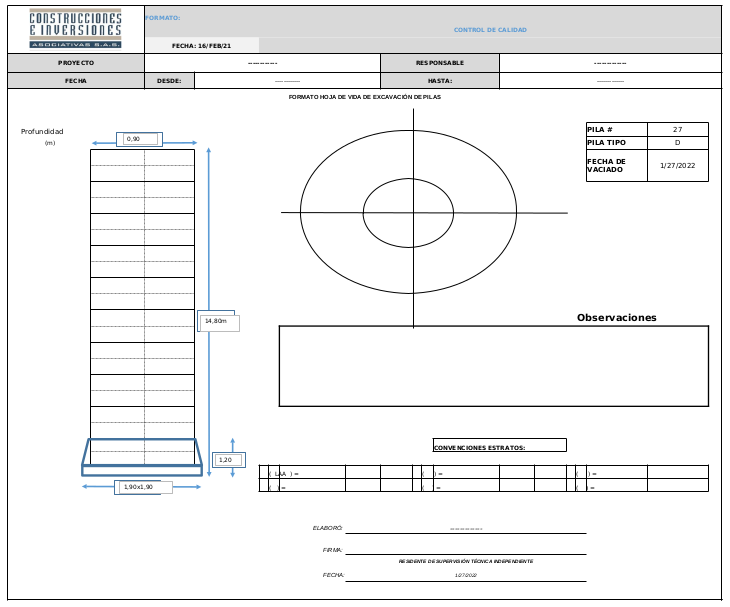 CONSTRUCCIONES
E INVERSIONES
ASOCIATIVAS S.A.S.
FORMATO:
CONTROL DE CALIDAD
FECHA: 16/FEB/21
PROYECTO ------------ RESPONSABLE -------------
FECHA DESDE: ------------ HASTA: -------------
FORMATO HOJA DE VIDA DE EXCAVACIÓN DE PILAS
Profundidad
(m)
0,90
PILA # 27
PILA TIPO D
FECHA DE VACIADO 1/27/2022
14,80m
Observaciones
CONVENCIONES ESTRATOS:
1,20
( LAA ) = ( ) = ( ) =
( ) = ( ) = ( ) =
1,90x1,90
ELABORÓ: ---------------
FIRMA:
RESIDENTE DE SUPERVISIÓN TÉCNICA INDEPENDIENTE
FECHA: 1/27/2022